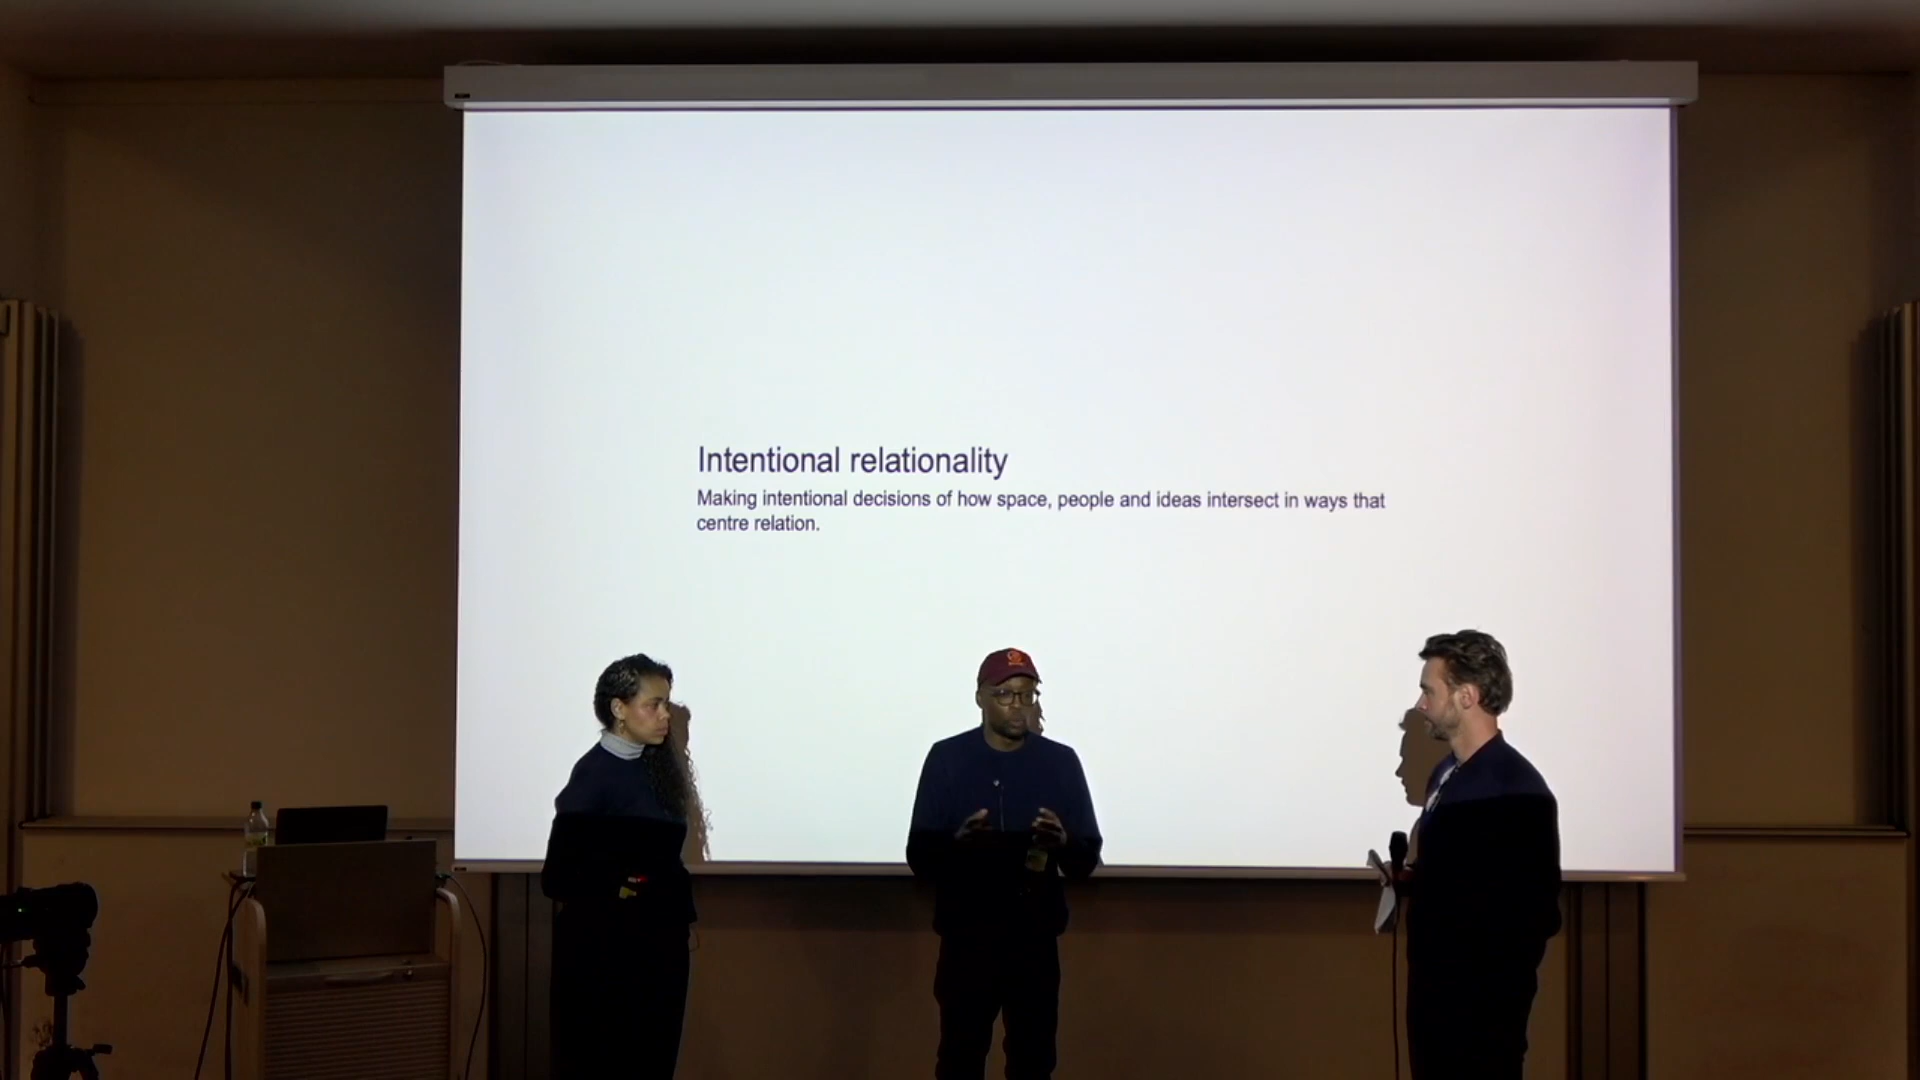 Intentional relationality
Making intentional decisions of how space, people and ideas intersect in ways that
centre relation.